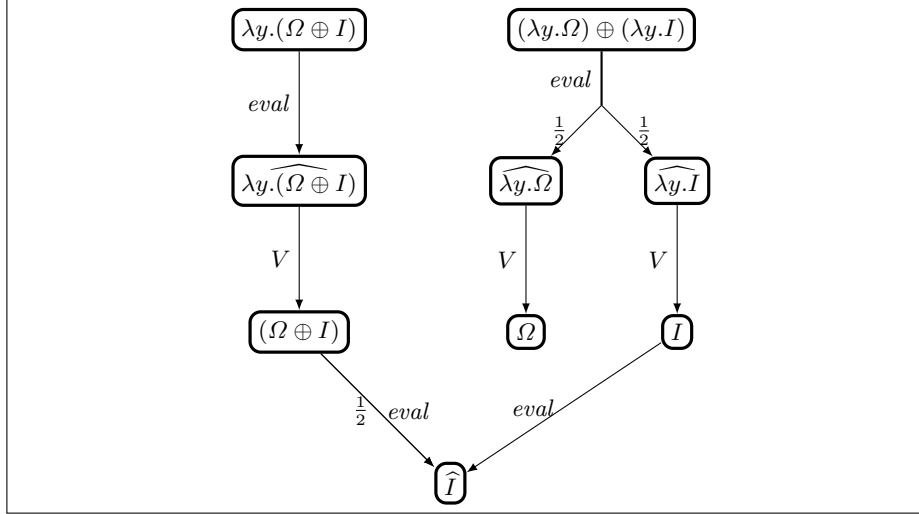 λy.(Ω ⊕ I) (λy.Ω) ⊕ (λy.I)
eval
eval
½ ½
λy.(Ω ⊕ I)^ λy.Ω^ λy.I^
V V V
(Ω ⊕ I) Ω I
½ eval eval
Î